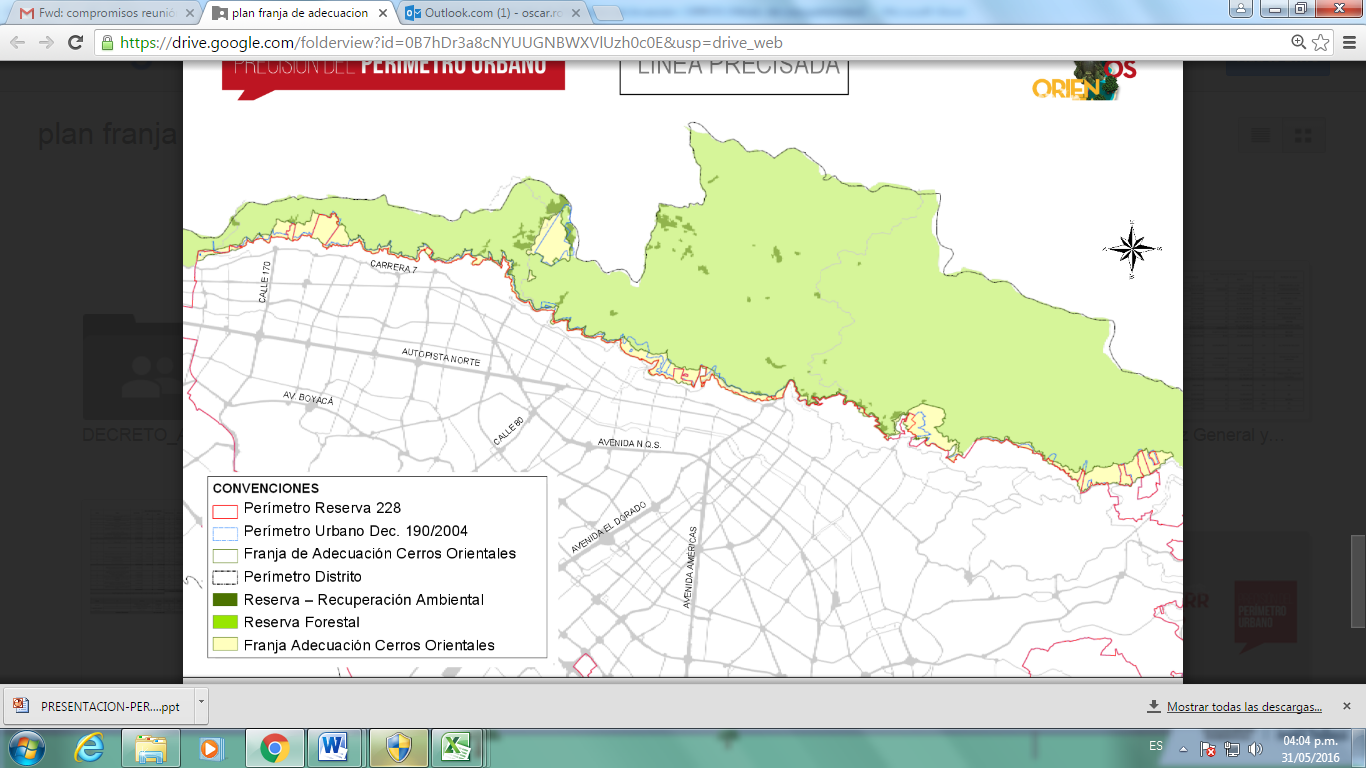 Fwd: compromisos reunió
plan franja de adecuacion
Outlook.com (1) - oscar.ro
https://drive.google.com/folderview?id=0B7hDr3a8cNYUUGNBWXVlUzh0c0E&usp=drive_web
plan franja
PRECISIÓN DEL PERÍMETRO URBANO
LINEA PRECISADA
ORIEN
OS
CALLE 170
CARRERA 7
AUTOPISTA NORTE
AV. BOYACÁ
CALLE 80
AVENIDA N.Q.S.
AVENIDA EL DORADO
AVENIDA AMÉRICAS
DECRETO_
General y...
PERÍMETRO
URBANO
CONVENCIONES
Perímetro Reserva 228
Perímetro Urbano Dec. 190/2004
Franja de Adecuación Cerros Orientales
Perímetro Distrito
Reserva – Recuperación Ambiental
Reserva Forestal
Franja Adecuación Cerros Orientales
PRESENTACION-PER....ppt
Mostrar todas las descargas...
ES
04:04 p.m.
31/05/2016